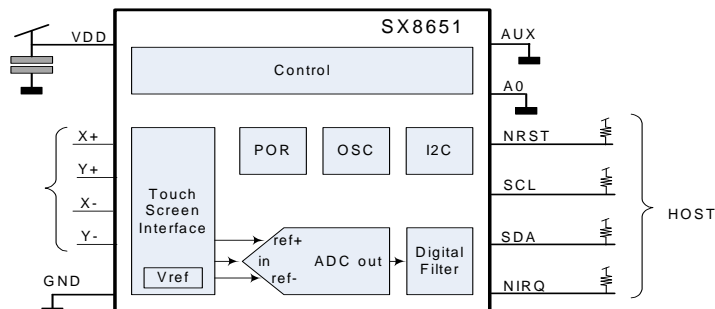 SX8651
VDD
AUX
Control
A0
X+
Y+
X-
Y-
POR
OSC
I2C
NRST
SCL
HOST
Touch
Screen
Interface
Vref
ref+
in
ref-
ADC out
Digital
Filter
SDA
GND
NIRQ